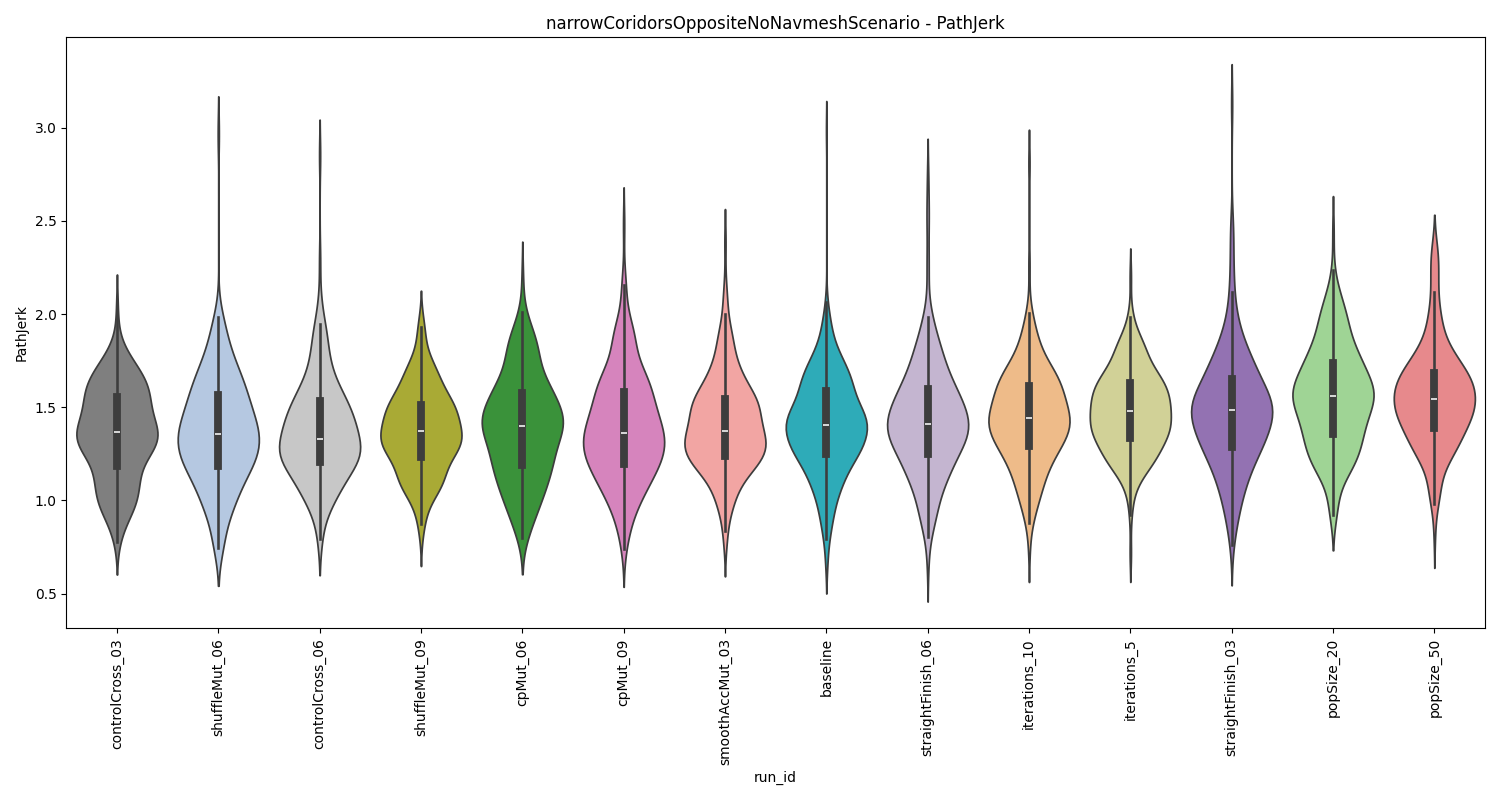 narrowCoridorsOppositeNoNavmeshScenario - PathJerk
PathJerk
3.0
2.5
2.0
1.5
1.0
0.5
controlCross_03
shuffleMut_06
controlCross_06
shuffleMut_09
cpMut_06
cpMut_09
smoothAccMut_03
baseline
straightFinish_06
iterations_10
iterations_5
straightFinish_03
popSize_20
popSize_50
run_id